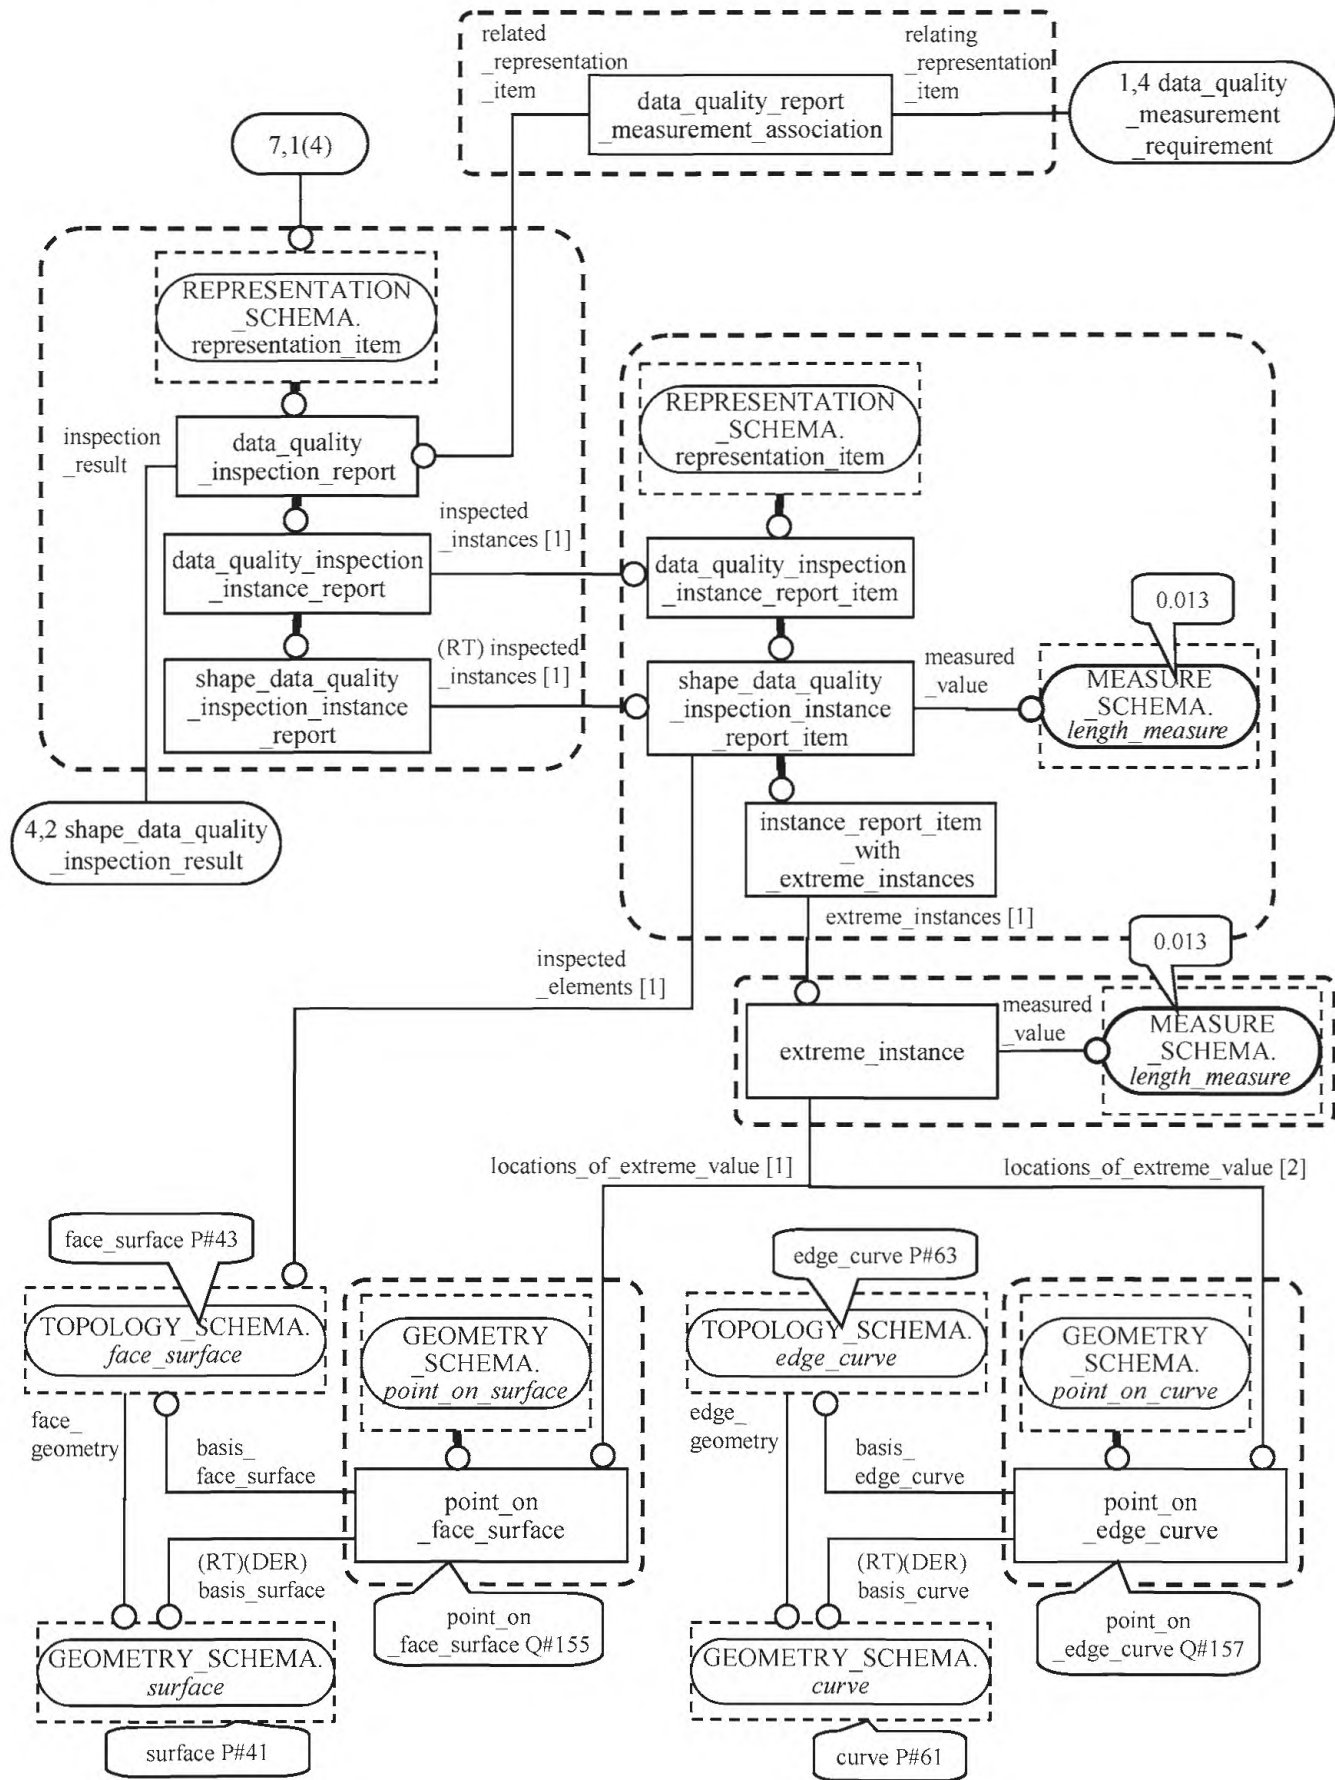 related
_representation
_item
relating
_representation
_item
data_quality_report
_measurement_association
1,4 data_quality
_measurement
_requirement
7,1(4)
REPRESENTATION
_SCHEMA.
representation_item
inspection
_result
data_quality
_inspection_report
data_quality_inspection
_instance_report
inspected
_instances [1]
shape_data_quality
_inspection_instance
_report
(RT) inspected
_instances [1]
4,2 shape_data_quality
_inspection_result
REPRESENTATION
_SCHEMA.
representation_item
data_quality_inspection
_instance_report_item
shape_data_quality
_inspection_instance
_report_item
measured
_value
0.013
MEASURE
_SCHEMA.
length_measure
instance_report_item
_with
_extreme_instances
extreme_instances [1]
inspected
_elements [1]
extreme_instance
measured
_value
0.013
MEASURE
_SCHEMA.
length_measure
locations_of_extreme_value [1]
locations_of_extreme_value [2]
face_surface P#43
TOPOLOGY_SCHEMA.
face_surface
GEOMETRY
_SCHEMA.
point_on_surface
face_
geometry
basis_
face_surface
point_on
_face_surface
(RT)(DER)
basis_surface
point_on
_face_surface Q#155
GEOMETRY_SCHEMA.
surface
surface P#41
edge_curve P#63
TOPOLOGY_SCHEMA.
edge_curve
GEOMETRY
_SCHEMA.
point_on_curve
edge_
geometry
basis_
edge_curve
point_on
_edge_curve
(RT)(DER)
basis_curve
point_on
_edge_curve Q#157
GEOMETRY_SCHEMA.
curve
curve P#61